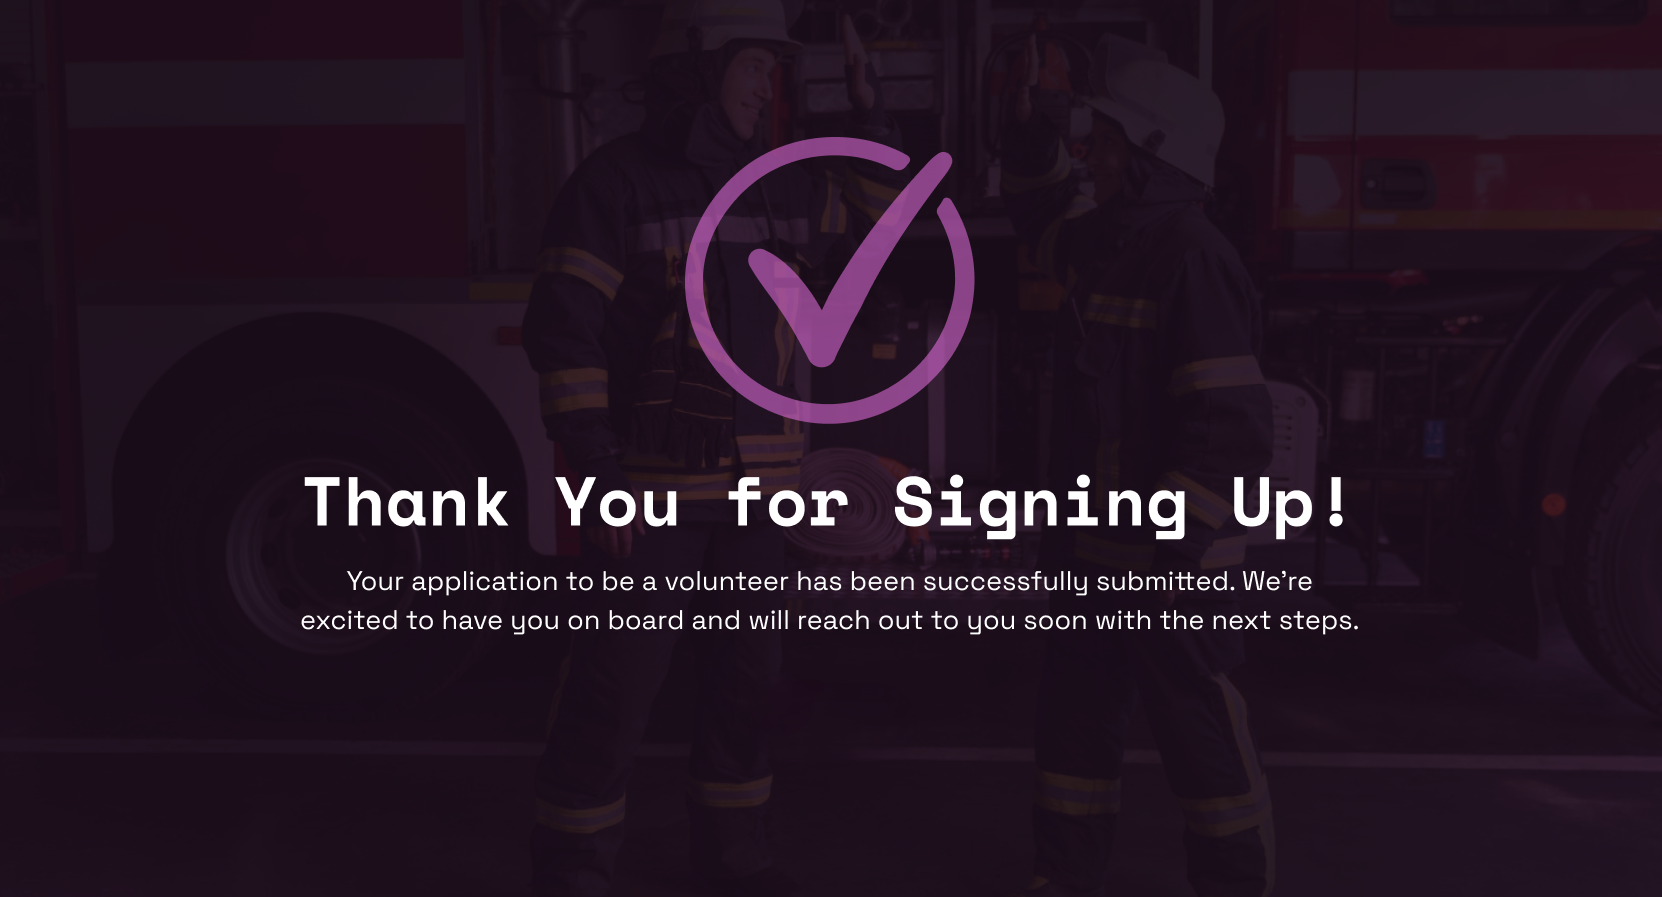 Thank You for Signing Up!
Your application to be a volunteer has been successfully submitted. We’re
excited to have you on board and will reach out to you soon with the next steps.